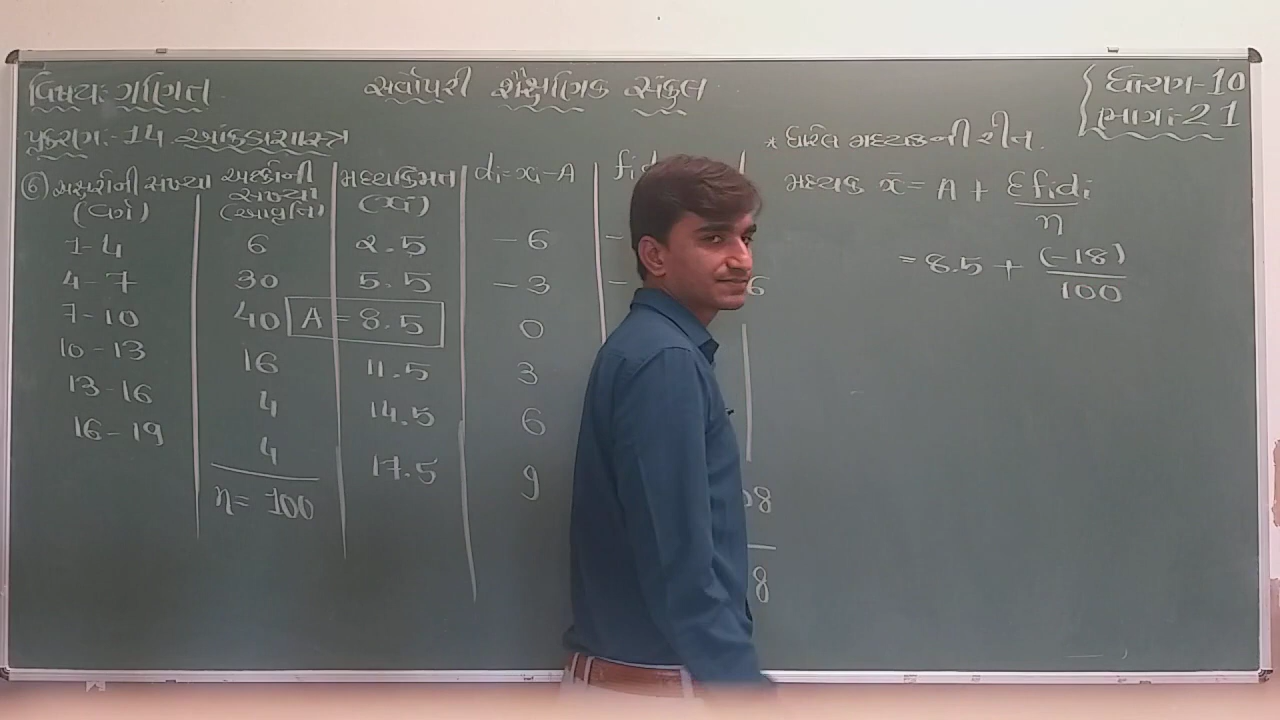 વિષય: ગણિત
સર્વોપરી શૈક્ષણિક સંકુલ
ધોરણ-10
ભાગ:-21
પ્રકરણ:-14 આંકડાશાસ્ત્ર
* ધારેલ મધ્યકની રીત.
(6) અક્ષરોની સંખ્યા (વર્ગ) | અટકોની સંખ્યા (આવૃત્તિ) | મધ્યકિંમત (xi) | di = xi - A
1-4 6 2.5 -6
4-7 30 5.5 -3
7-10 40 A = 8.5 0
10-13 16 11.5 3
13-16 4 14.5 6
16-19 4 17.5 9
n = 100
મધ્યક x̄ = A + Σfidi / n
= 8.5 + (-18) / 100